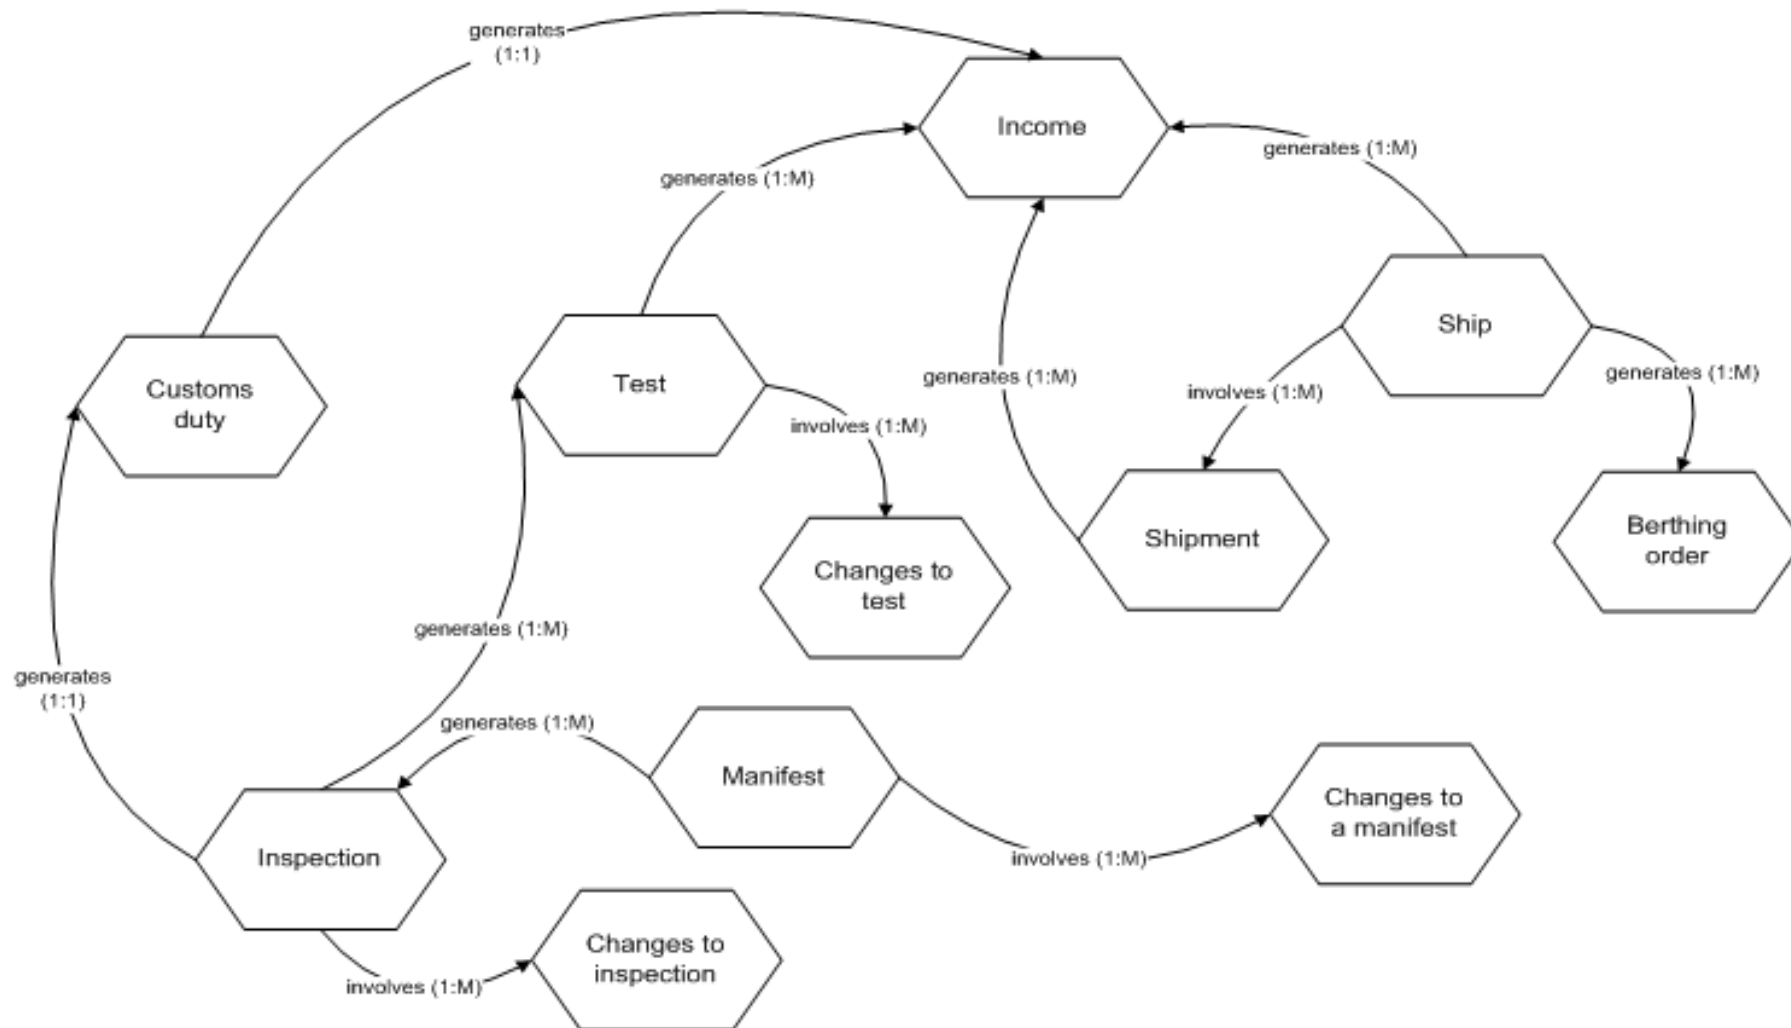 generates
(1:1)
Income
generates (1:M)
generates (1:M)
Ship
Customs
duty
Test
generates (1:M)
involves (1:M)
generates (1:M)
involves (1:M)
Shipment
Berthing
order
Changes to
test
generates (1:M)
generates
(1:1)
generates (1:M)
Manifest
Changes to
a manifest
Inspection
involves (1:M)
Changes to
inspection
involves (1:M)